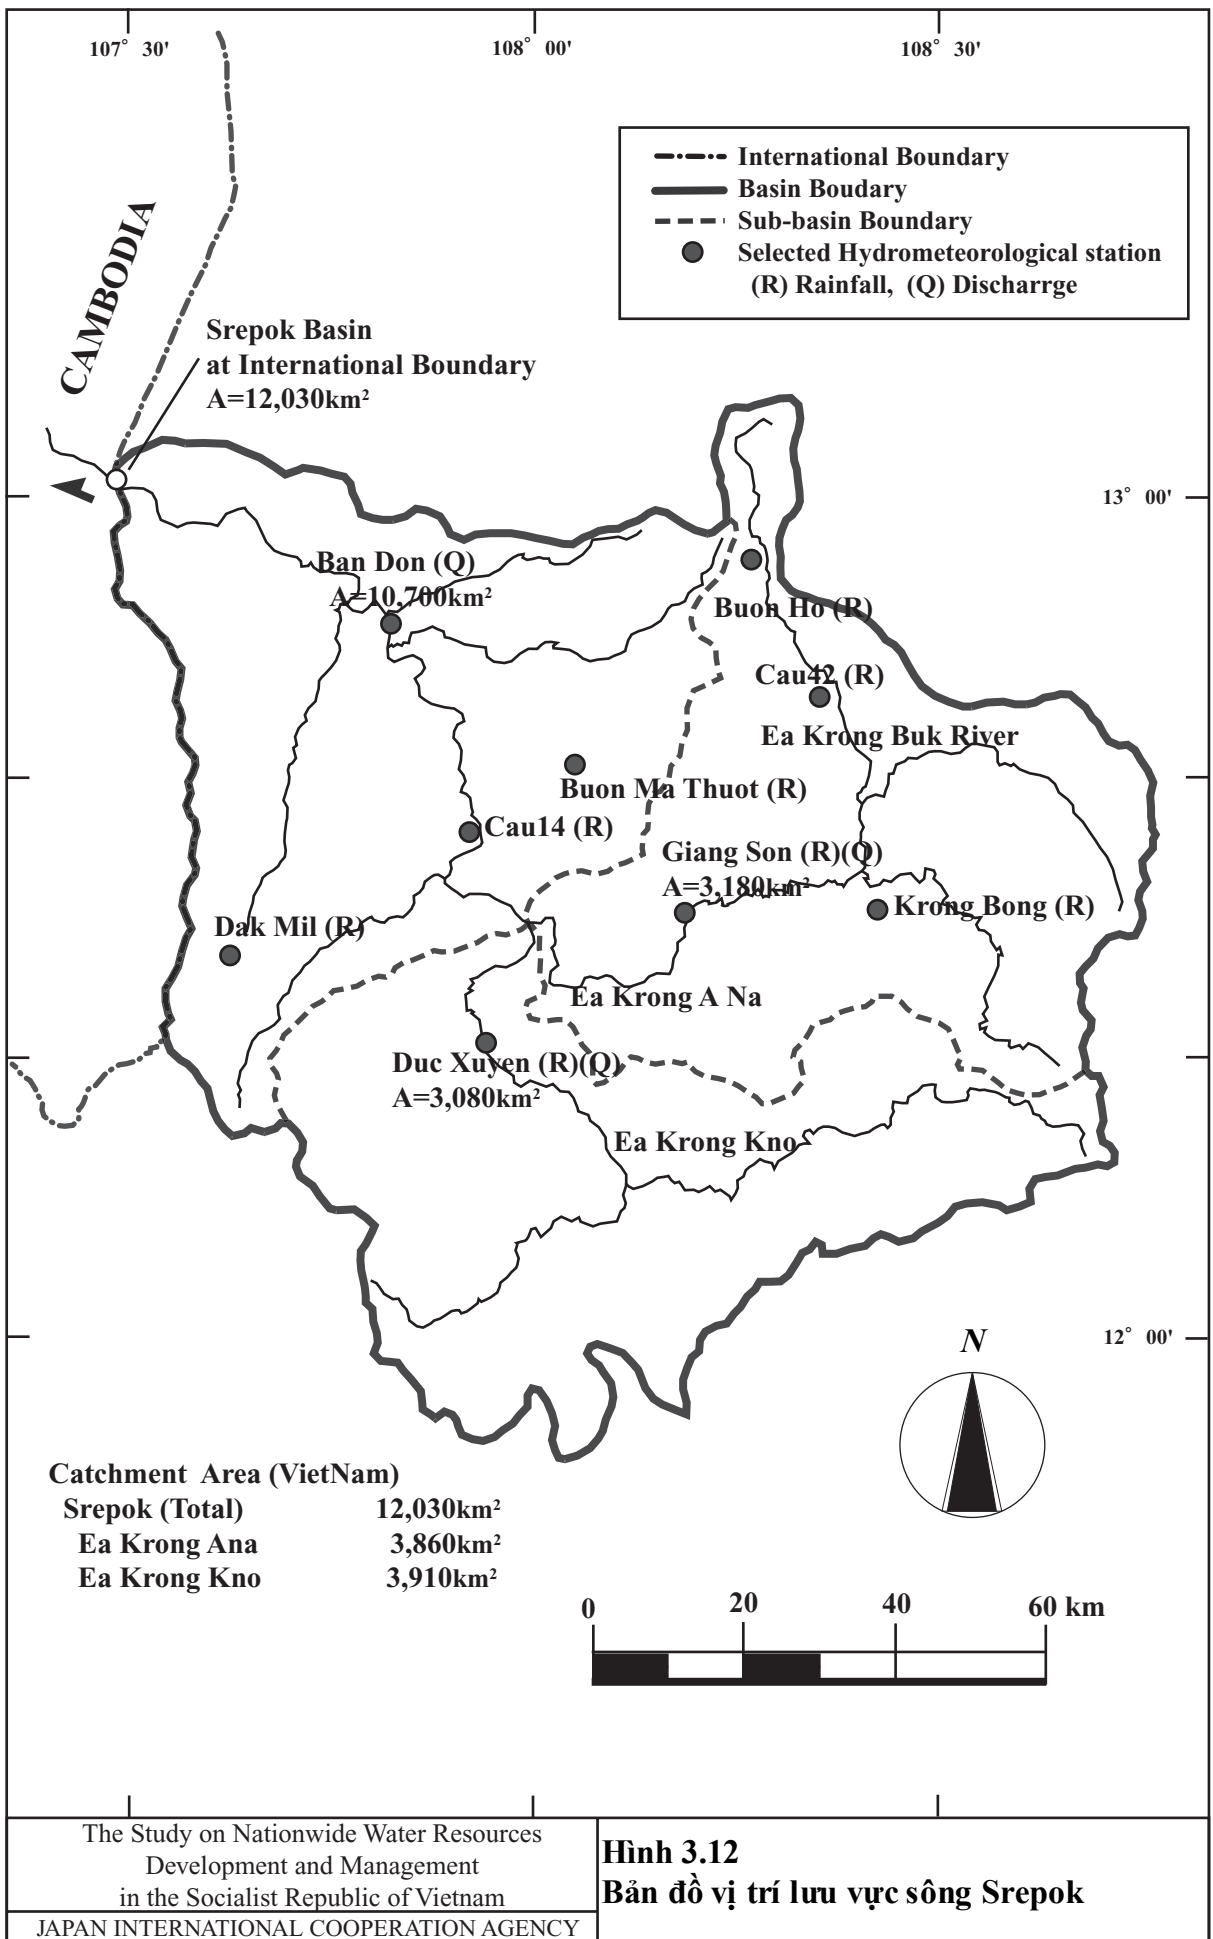 107° 30'
108° 00'
108° 30'
International Boundary
Basin Boudary
Sub-basin Boundary
Selected Hydrometeorological station
(R) Rainfall, (Q) Discharrge
CAMBODIA
Srepok Basin
at International Boundary
A=12,030km²
13° 00'
Ban Don (Q)
A=10,700km²
Buon Ho (R)
Cau42 (R)
Ea Krong Buk River
Buon Ma Thuot (R)
Cau14 (R)
Giang Son (R)(Q)
A=3,180km²
Krong Bong (R)
Dak Mil (R)
Ea Krong A Na
Duc Xuyen (R)(Q)
A=3,080km²
Ea Krong Kno
12° 00'
N
Catchment Area (VietNam)
Srepok (Total) 12,030km²
Ea Krong Ana 3,860km²
Ea Krong Kno 3,910km²
0 20 40 60 km
The Study on Nationwide Water Resources
Development and Management
in the Socialist Republic of Vietnam
JAPAN INTERNATIONAL COOPERATION AGENCY
Hình 3.12
Bản đồ vị trí lưu vực sông Srepok